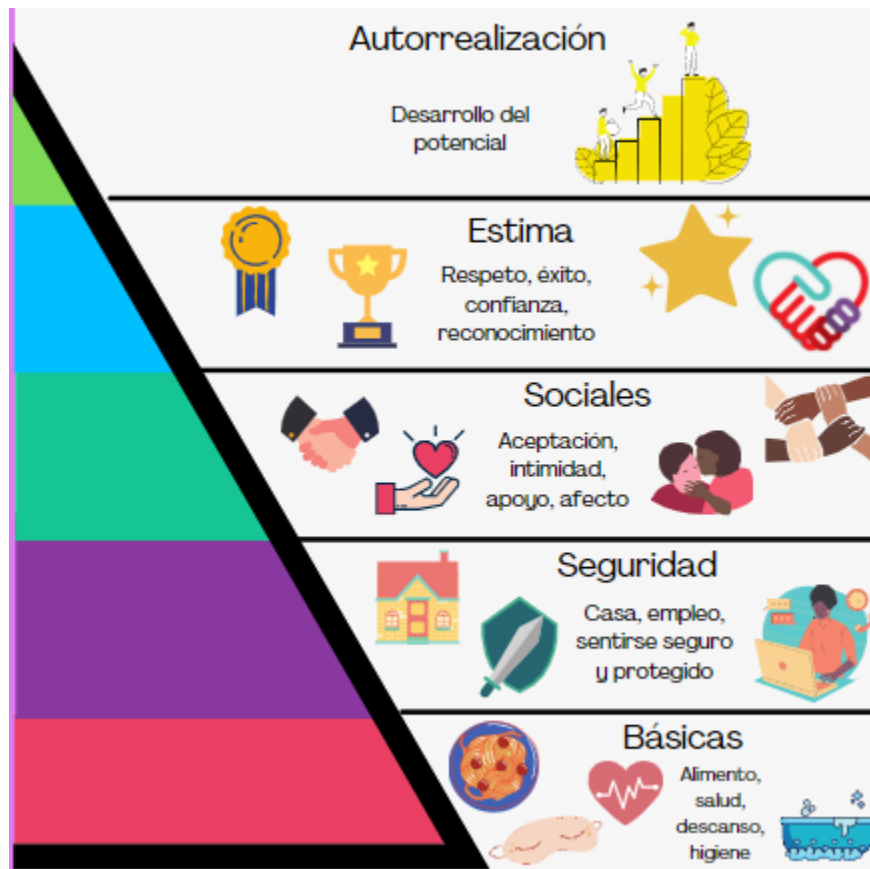 Autorrealización
Desarrollo del
potencial
Estima
Respeto, éxito,
confianza,
reconocimiento
Sociales
Aceptación,
intimidad,
apoyo, afecto
Seguridad
Casa, empleo,
sentirse seguro
y protegido
Básicas
Alimento,
salud,
descanso,
higiene